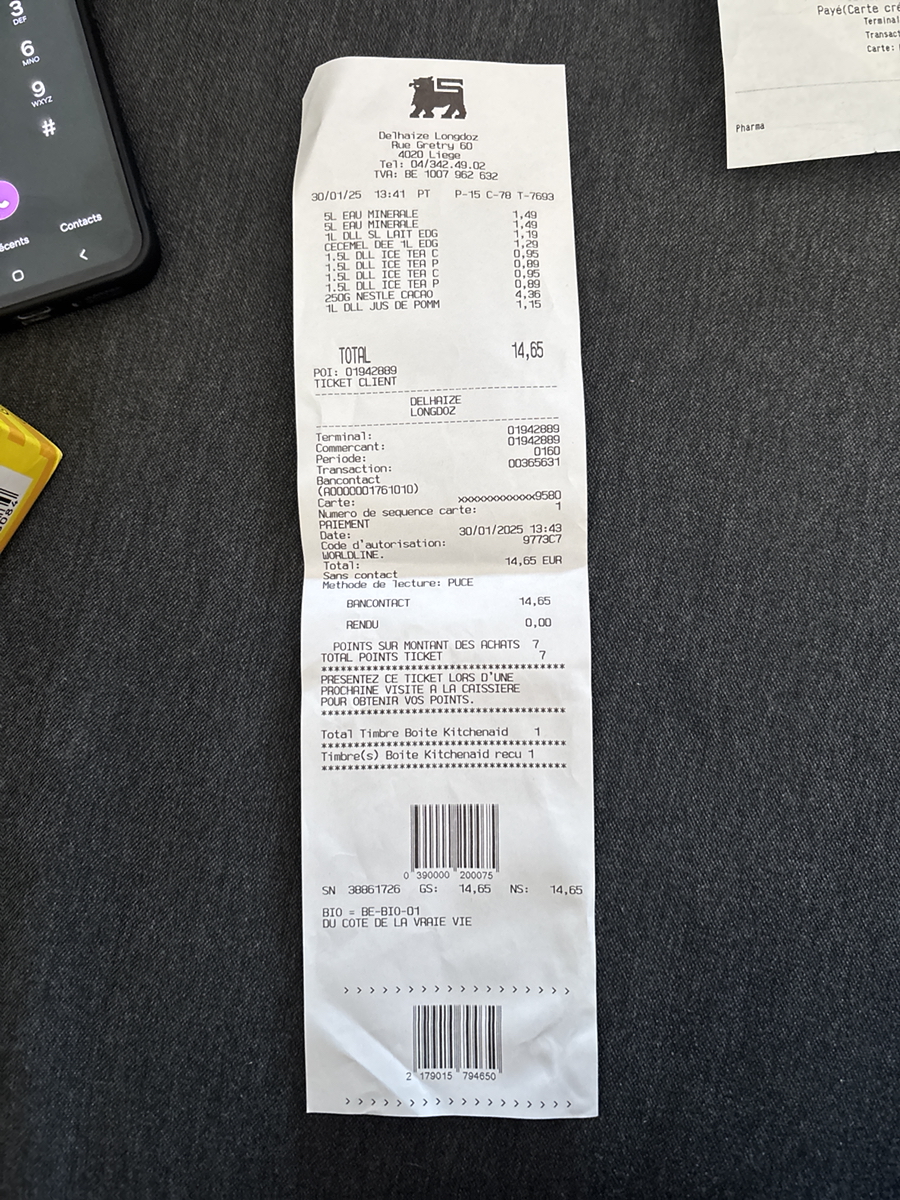 3
DEF
6
MNO
9
WXYZ
#
Contacts
écents
Payé(Carte cré
Terminal
Transact
Carte:
Pharma
Delhaize Longdoz
Rue Gretry 60
4020 Liege
Tel: 04/342.49.02
TVA: BE 1007 962 632
30/01/25 13:41 PT P-15 C-78 T-7693
5L EAU MINERALE 1,49
5L EAU MINERALE 1,49
1L DLL SL LAIT EDG 1,19
CECEMEL DEE 1L EDG 1,29
1.5L DLL ICE TEA C 0,95
1.5L DLL ICE TEA P 0,89
1.5L DLL ICE TEA C 0,95
1.5L DLL ICE TEA P 0,89
250G NESTLE CACAO 4,36
1L DLL JUS DE POMM 1,15
TOTAL 14,65
POI: 01942889
TICKET CLIENT
DELHAIZE
LONGDOZ
Terminal: 01942889
Commercant: 01942889
Periode: 0160
Transaction: 00365631
Bancontact
(A0000001761010)
Carte: xxxxxxxxxxxxx9580
Numero de sequence carte: 1
PAIEMENT
Date: 30/01/2025 13:43
Code d'autorisation: 9773C7
WORLDLINE.
Total: 14,65 EUR
Sans contact
Methode de lecture: PUCE
BANCONTACT 14,65
RENDU 0,00
POINTS SUR MONTANT DES ACHATS 7
TOTAL POINTS TICKET 7
****************************************
PRESENTEZ CE TICKET LORS D'UNE
PROCHAINE VISITE A LA CAISSIERE
POUR OBTENIR VOS POINTS.
****************************************
Total Timbre Boite Kitchenaid 1
****************************************
Timbre(s) Boite Kitchenaid recu 1
****************************************
0 390000 200075
SN 38861726 GS: 14,65 NS: 14,65
BIO = BE-BIO-01
DU COTE DE LA VRAIE VIE
> > > > > > > > > > > > > > > > > >
2 179015 794650
> > > > > > > > > > > > > > > > > >